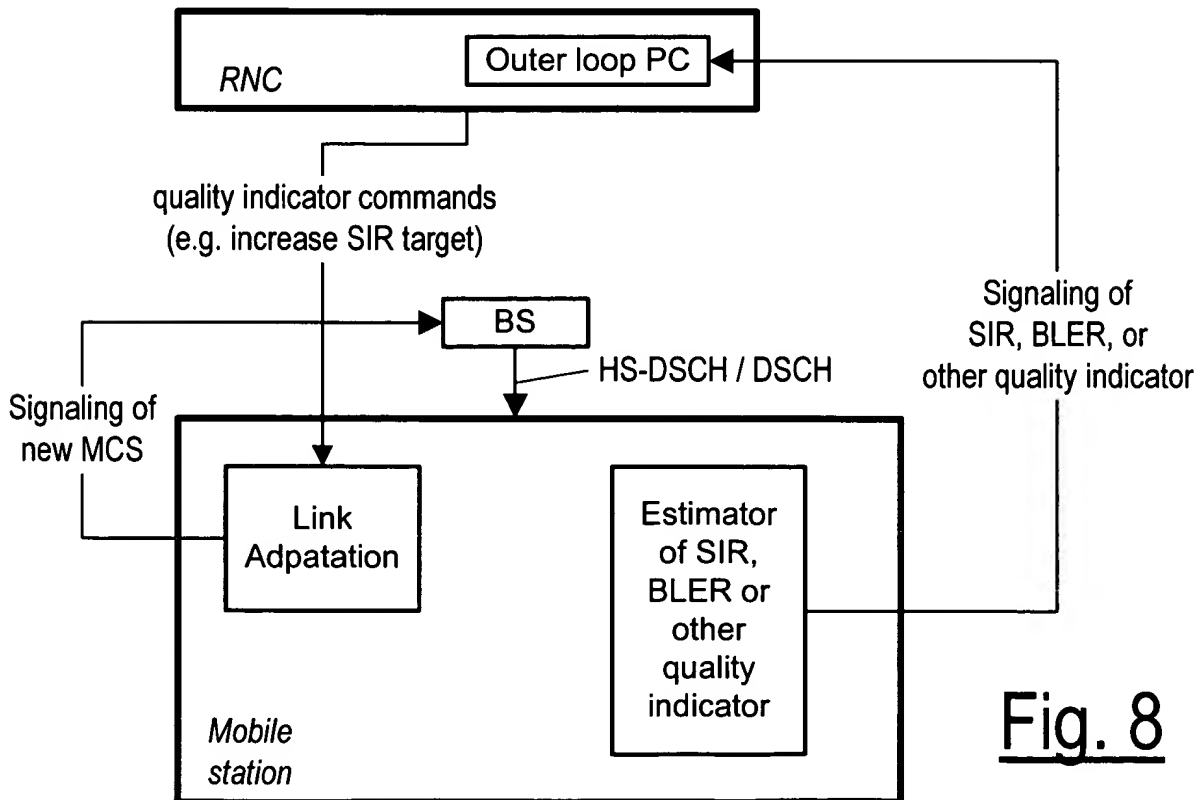 Outer loop PC
RNC
quality indicator commands
(e.g. increase SIR target)
BS
HS-DSCH / DSCH
Signaling of
SIR, BLER, or
other quality indicator
Signaling of
new MCS
Link
Adpatation
Estimator
of SIR,
BLER or
other
quality
indicator
Mobile
station
Fig. 8